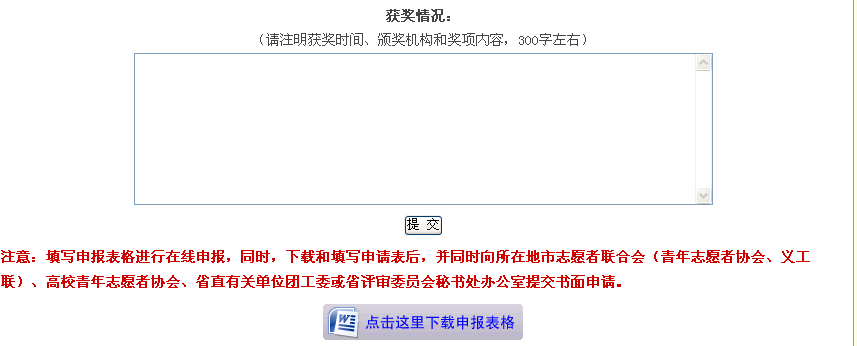 获奖情况：
（请注明获奖时间、颁奖机构和奖项内容，300字左右）
提 交
注意：填写申报表格进行在线申报，同时，下载和填写申请表后，并同时向所在地市志愿者联合会（青年志愿者协会、义工
联）、高校青年志愿者协会、省直有关单位团工委或省评审委员会秘书处办公室提交书面申请。
点击这里下载申报表格